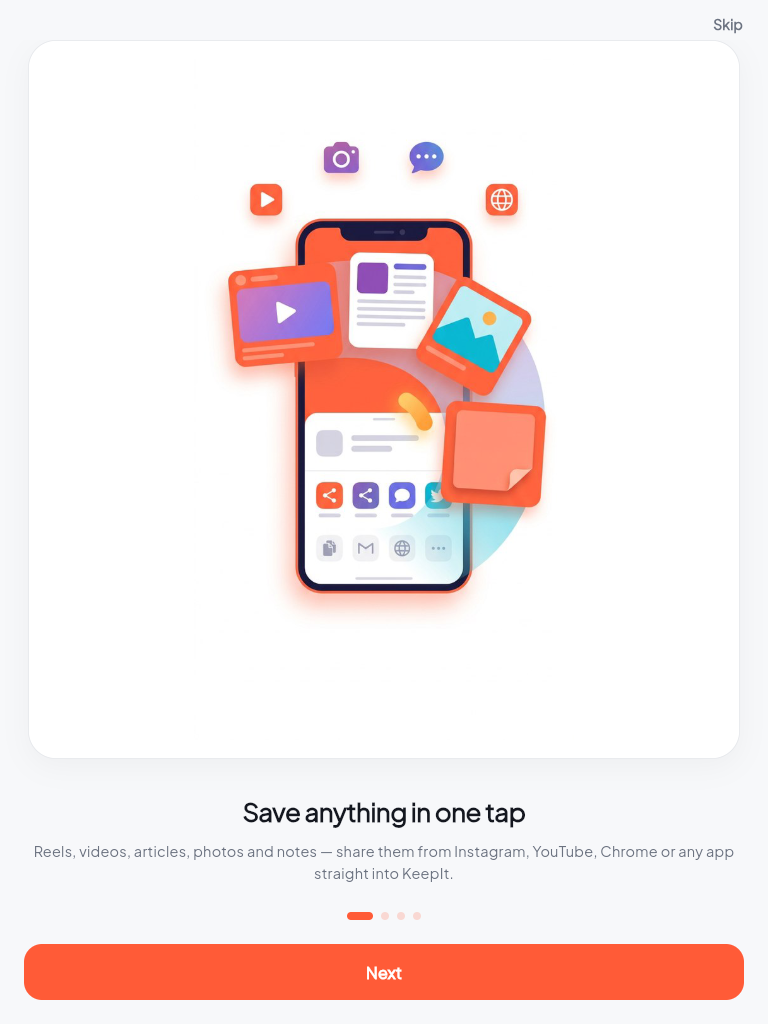 Skip
Save anything in one tap
Reels, videos, articles, photos and notes — share them from Instagram, YouTube, Chrome or any app
straight into KeepIt.
Next